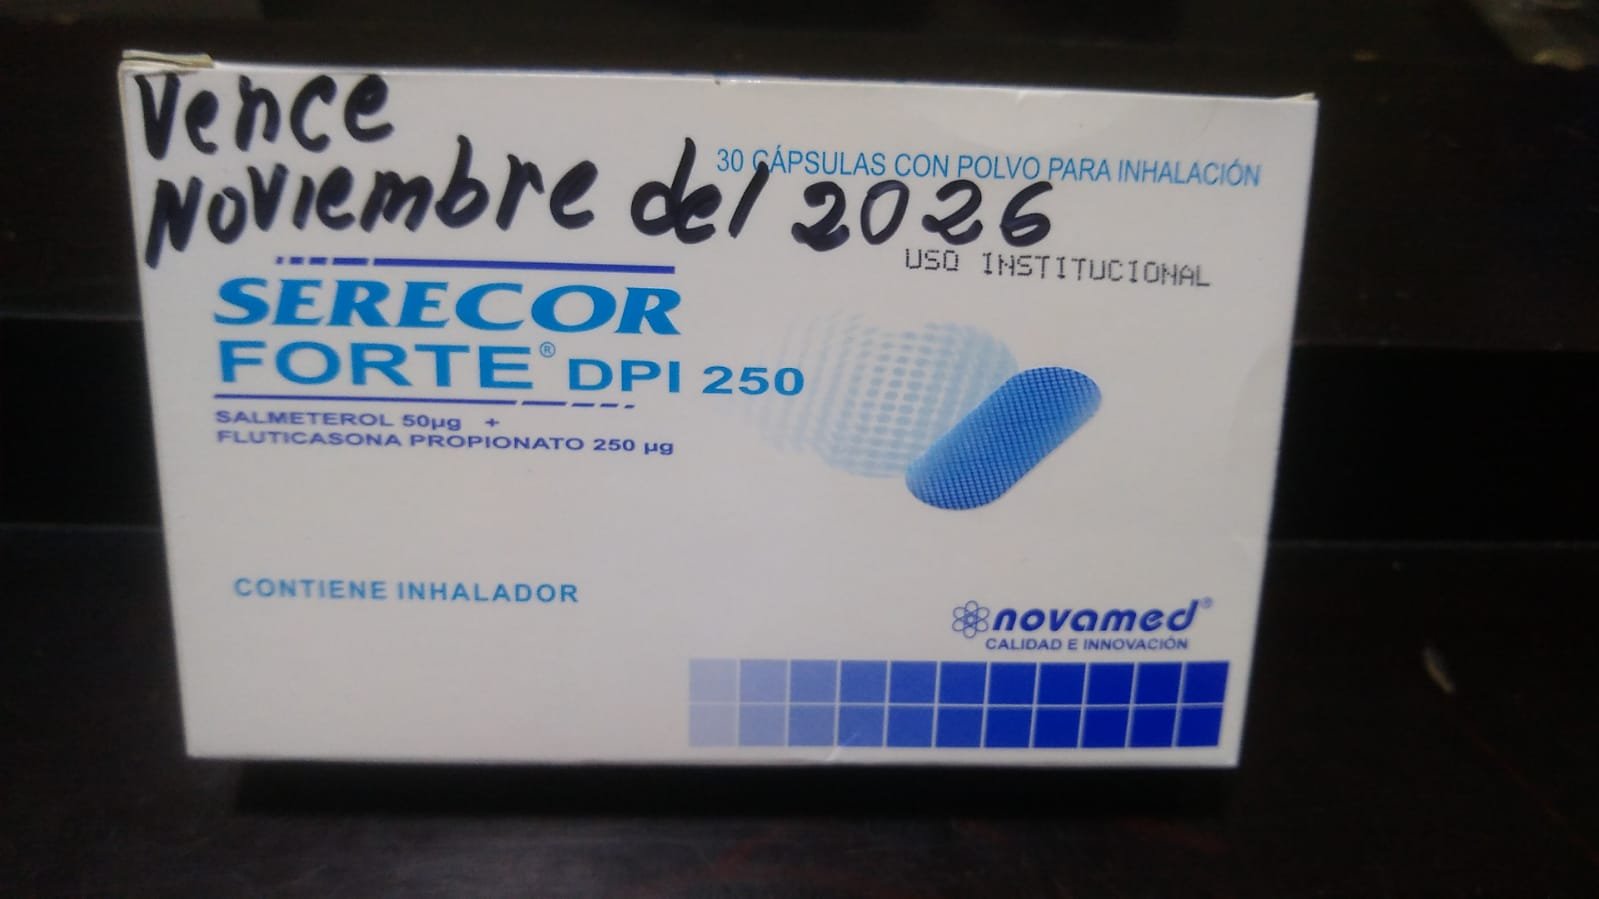 Vence
Noviembre del 2026
30 CÁPSULAS CON POLVO PARA INHALACIÓN
USO INSTITUCIONAL
SERECOR
FORTE® DPI 250
SALMETEROL 50µg +
FLUTICASONA PROPIONATO 250 µg
CONTIENE INHALADOR
novamed®
CALIDAD E INNOVACIÓN